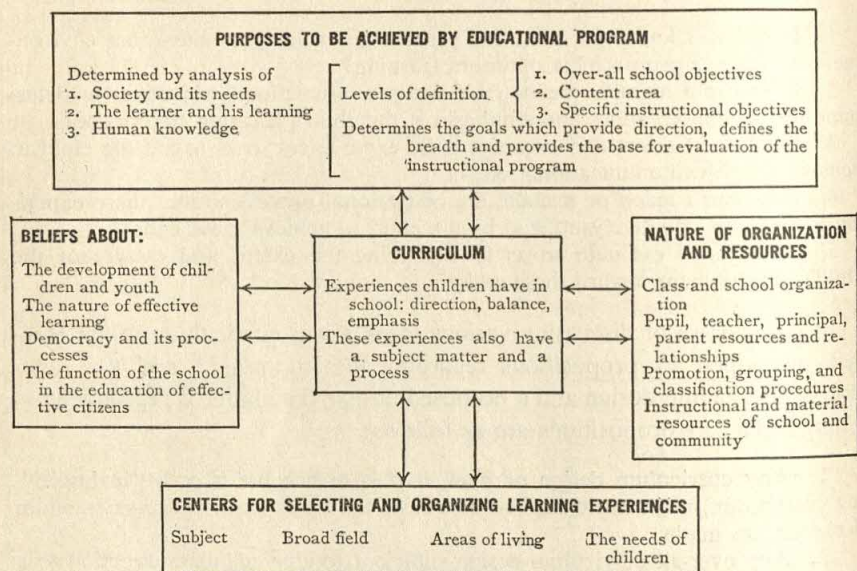 PURPOSES TO BE ACHIEVED BY EDUCATIONAL PROGRAM
Determined by analysis of
1. Society and its needs
2. The learner and his learning
3. Human knowledge
Levels of definition
1. Over-all school objectives
2. Content area
3. Specific instructional objectives
Determines the goals which provide direction, defines the
breadth and provides the base for evaluation of the
instructional program
BELIEFS ABOUT:
The development of chil-
dren and youth
The nature of effective
learning
Democracy and its pro-
cesses
The function of the school
in the education of effec-
tive citizens
CURRICULUM
Experiences children have in
school: direction, balance,
emphasis
These experiences also have
a subject matter and a
process
NATURE OF ORGANIZATION
AND RESOURCES
Class and school organiza-
tion
Pupil, teacher, principal,
parent resources and re-
lationships
Promotion, grouping, and
classification procedures
Instructional and material
resources of school and
community
CENTERS FOR SELECTING AND ORGANIZING LEARNING EXPERIENCES
Subject Broad field Areas of living The needs of
children